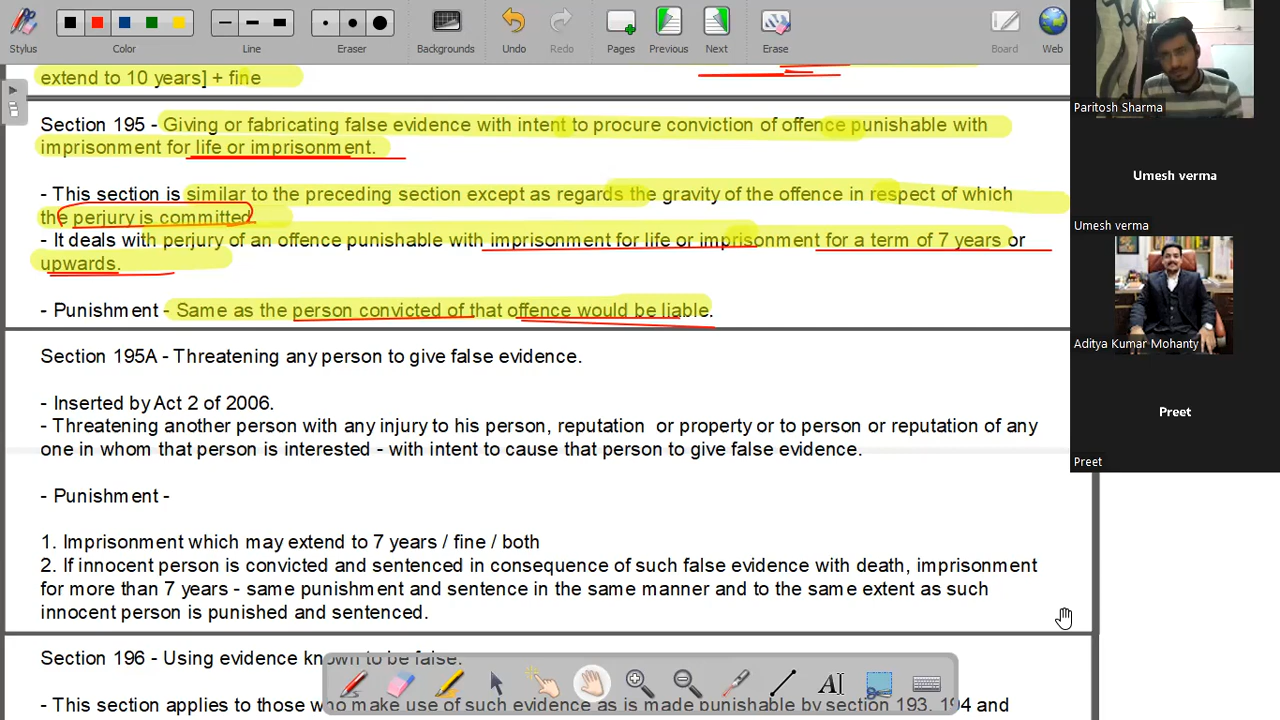 Stylus
Color
Line
Eraser
Backgrounds
Undo
Redo
Pages
Previous
Next
Erase
Board
Web
extend to 10 years] + fine
Section 195 - Giving or fabricating false evidence with intent to procure conviction of offence punishable with
imprisonment for life or imprisonment.
- This section is similar to the preceding section except as regards the gravity of the offence in respect of which
the perjury is committed.
- It deals with perjury of an offence punishable with imprisonment for life or imprisonment for a term of 7 years or
upwards.
- Punishment - Same as the person convicted of that offence would be liable.
Section 195A - Threatening any person to give false evidence.
- Inserted by Act 2 of 2006.
- Threatening another person with any injury to his person, reputation or property or to person or reputation of any
one in whom that person is interested - with intent to cause that person to give false evidence.
- Punishment -
1. Imprisonment which may extend to 7 years / fine / both
2. If innocent person is convicted and sentenced in consequence of such false evidence with death, imprisonment
for more than 7 years - same punishment and sentence in the same manner and to the same extent as such
innocent person is punished and sentenced.
Section 196 - Using evidence known to be false.
- This section applies to those who make use of such evidence as is made punishable by section 193, 194 and
Paritosh Sharma
Umesh verma
Umesh verma
Aditya Kumar Mohanty
Preet
Preet